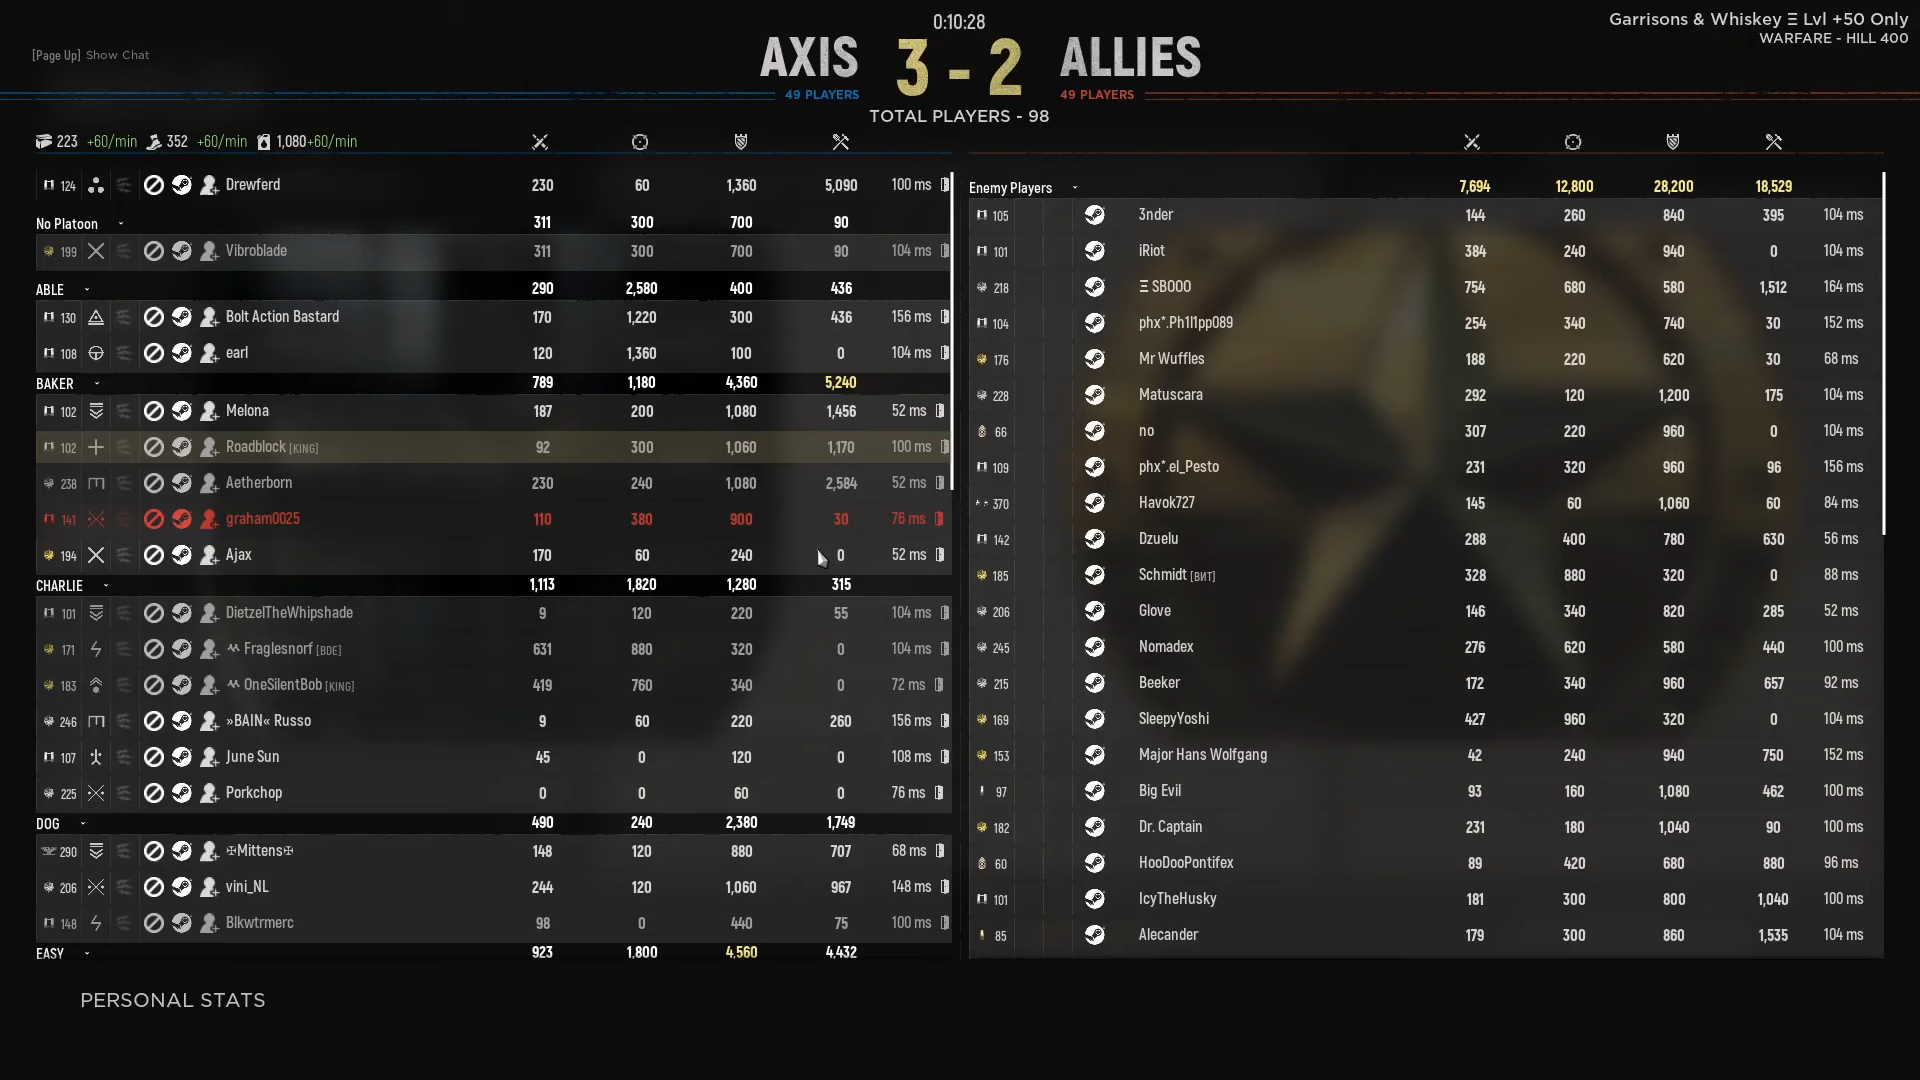 0:10:28
Garrisons & Whiskey Ξ Lvl +50 Only
WARFARE - HILL 400
[Page Up] Show Chat
AXIS 3 - 2 ALLIES
49 PLAYERS 49 PLAYERS
TOTAL PLAYERS - 98
223 +60/min 352 +60/min 1,080 +60/min
124 Drewferd 230 60 1,360 5,090 100 ms
No Platoon 311 300 700 90
199 Vibroblade 311 300 700 90 104 ms
ABLE 290 2,580 400 436
130 Bolt Action Bastard 170 1,220 300 436 156 ms
108 earl 120 1,360 100 0 104 ms
BAKER 789 1,180 4,360 5,240
102 Melona 187 200 1,080 1,456 52 ms
102 Roadblock [KING] 92 300 1,060 1,170 100 ms
238 Aetherborn 230 240 1,080 2,584 52 ms
141 graham0025 110 380 900 30 76 ms
194 Ajax 170 60 240 0 52 ms
CHARLIE 1,113 1,820 1,280 315
101 DietzelTheWhipshade 9 120 220 55 104 ms
171 Fraglesnorf [BDE] 631 880 320 0 104 ms
183 OneSilentBob [KING] 419 760 340 0 72 ms
246 »BAIN« Russo 9 60 220 260 156 ms
107 June Sun 45 0 120 0 108 ms
225 Porkchop 0 0 60 0 76 ms
DOG 490 240 2,380 1,749
290 ✠Mittens✠ 148 120 880 707 68 ms
206 vini_NL 244 120 1,060 967 148 ms
148 Blkwtrmerc 98 0 440 75 100 ms
EASY 923 1,800 4,560 4,432
Enemy Players 7,694 12,800 28,200 18,529
105 3nder 144 260 840 395 104 ms
101 iRiot 384 240 940 0 104 ms
218 Ξ SBOOO 754 680 580 1,512 164 ms
104 phx*.Ph1l1pp089 254 340 740 30 152 ms
176 Mr Wuffles 188 220 620 30 68 ms
228 Matuscara 292 120 1,200 175 104 ms
66 no 307 220 960 0 104 ms
109 phx*.el_Pesto 231 320 960 96 156 ms
370 Havok727 145 60 1,060 60 84 ms
142 Dzuelu 288 400 780 630 56 ms
185 Schmidt [ВИТ] 328 880 320 0 88 ms
206 Glove 146 340 820 285 52 ms
245 Nomadex 276 620 580 440 100 ms
215 Beeker 172 340 960 657 92 ms
169 SleepyYoshi 427 960 320 0 104 ms
153 Major Hans Wolfgang 42 240 940 750 152 ms
97 Big Evil 93 160 1,080 462 100 ms
182 Dr. Captain 231 180 1,040 90 100 ms
60 HooDooPontifex 89 420 680 880 96 ms
101 IcyTheHusky 181 300 800 1,040 100 ms
85 Alecander 179 300 860 1,535 104 ms
PERSONAL STATS